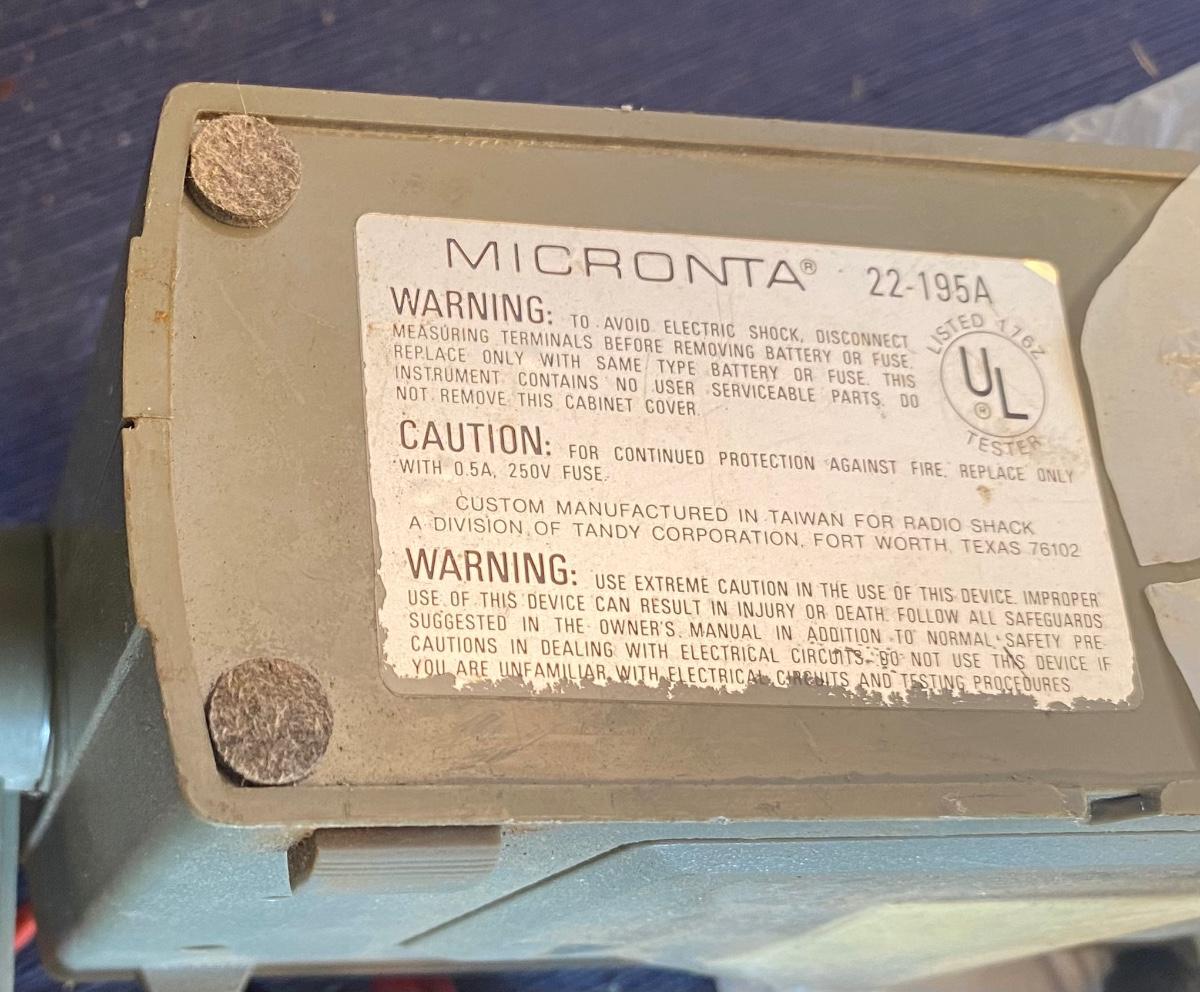 MICRONTA® 22-195A
WARNING: TO AVOID ELECTRIC SHOCK, DISCONNECT
MEASURING TERMINALS BEFORE REMOVING BATTERY OR FUSE.
REPLACE ONLY WITH SAME TYPE BATTERY OR FUSE. THIS
INSTRUMENT CONTAINS NO USER SERVICEABLE PARTS. DO
NOT REMOVE THIS CABINET COVER.
LISTED 176Z
UL®
TESTER
CAUTION: FOR CONTINUED PROTECTION AGAINST FIRE, REPLACE ONLY
WITH 0.5A, 250V FUSE.
CUSTOM MANUFACTURED IN TAIWAN FOR RADIO SHACK
A DIVISION OF TANDY CORPORATION, FORT WORTH, TEXAS 76102
WARNING: USE EXTREME CAUTION IN THE USE OF THIS DEVICE. IMPROPER
USE OF THIS DEVICE CAN RESULT IN INJURY OR DEATH. FOLLOW ALL SAFEGUARDS
SUGGESTED IN THE OWNER'S MANUAL IN ADDITION TO NORMAL SAFETY PRE-
CAUTIONS IN DEALING WITH ELECTRICAL CIRCUITS. DO NOT USE THIS DEVICE IF
YOU ARE UNFAMILIAR WITH ELECTRICAL CIRCUITS AND TESTING PROCEDURES